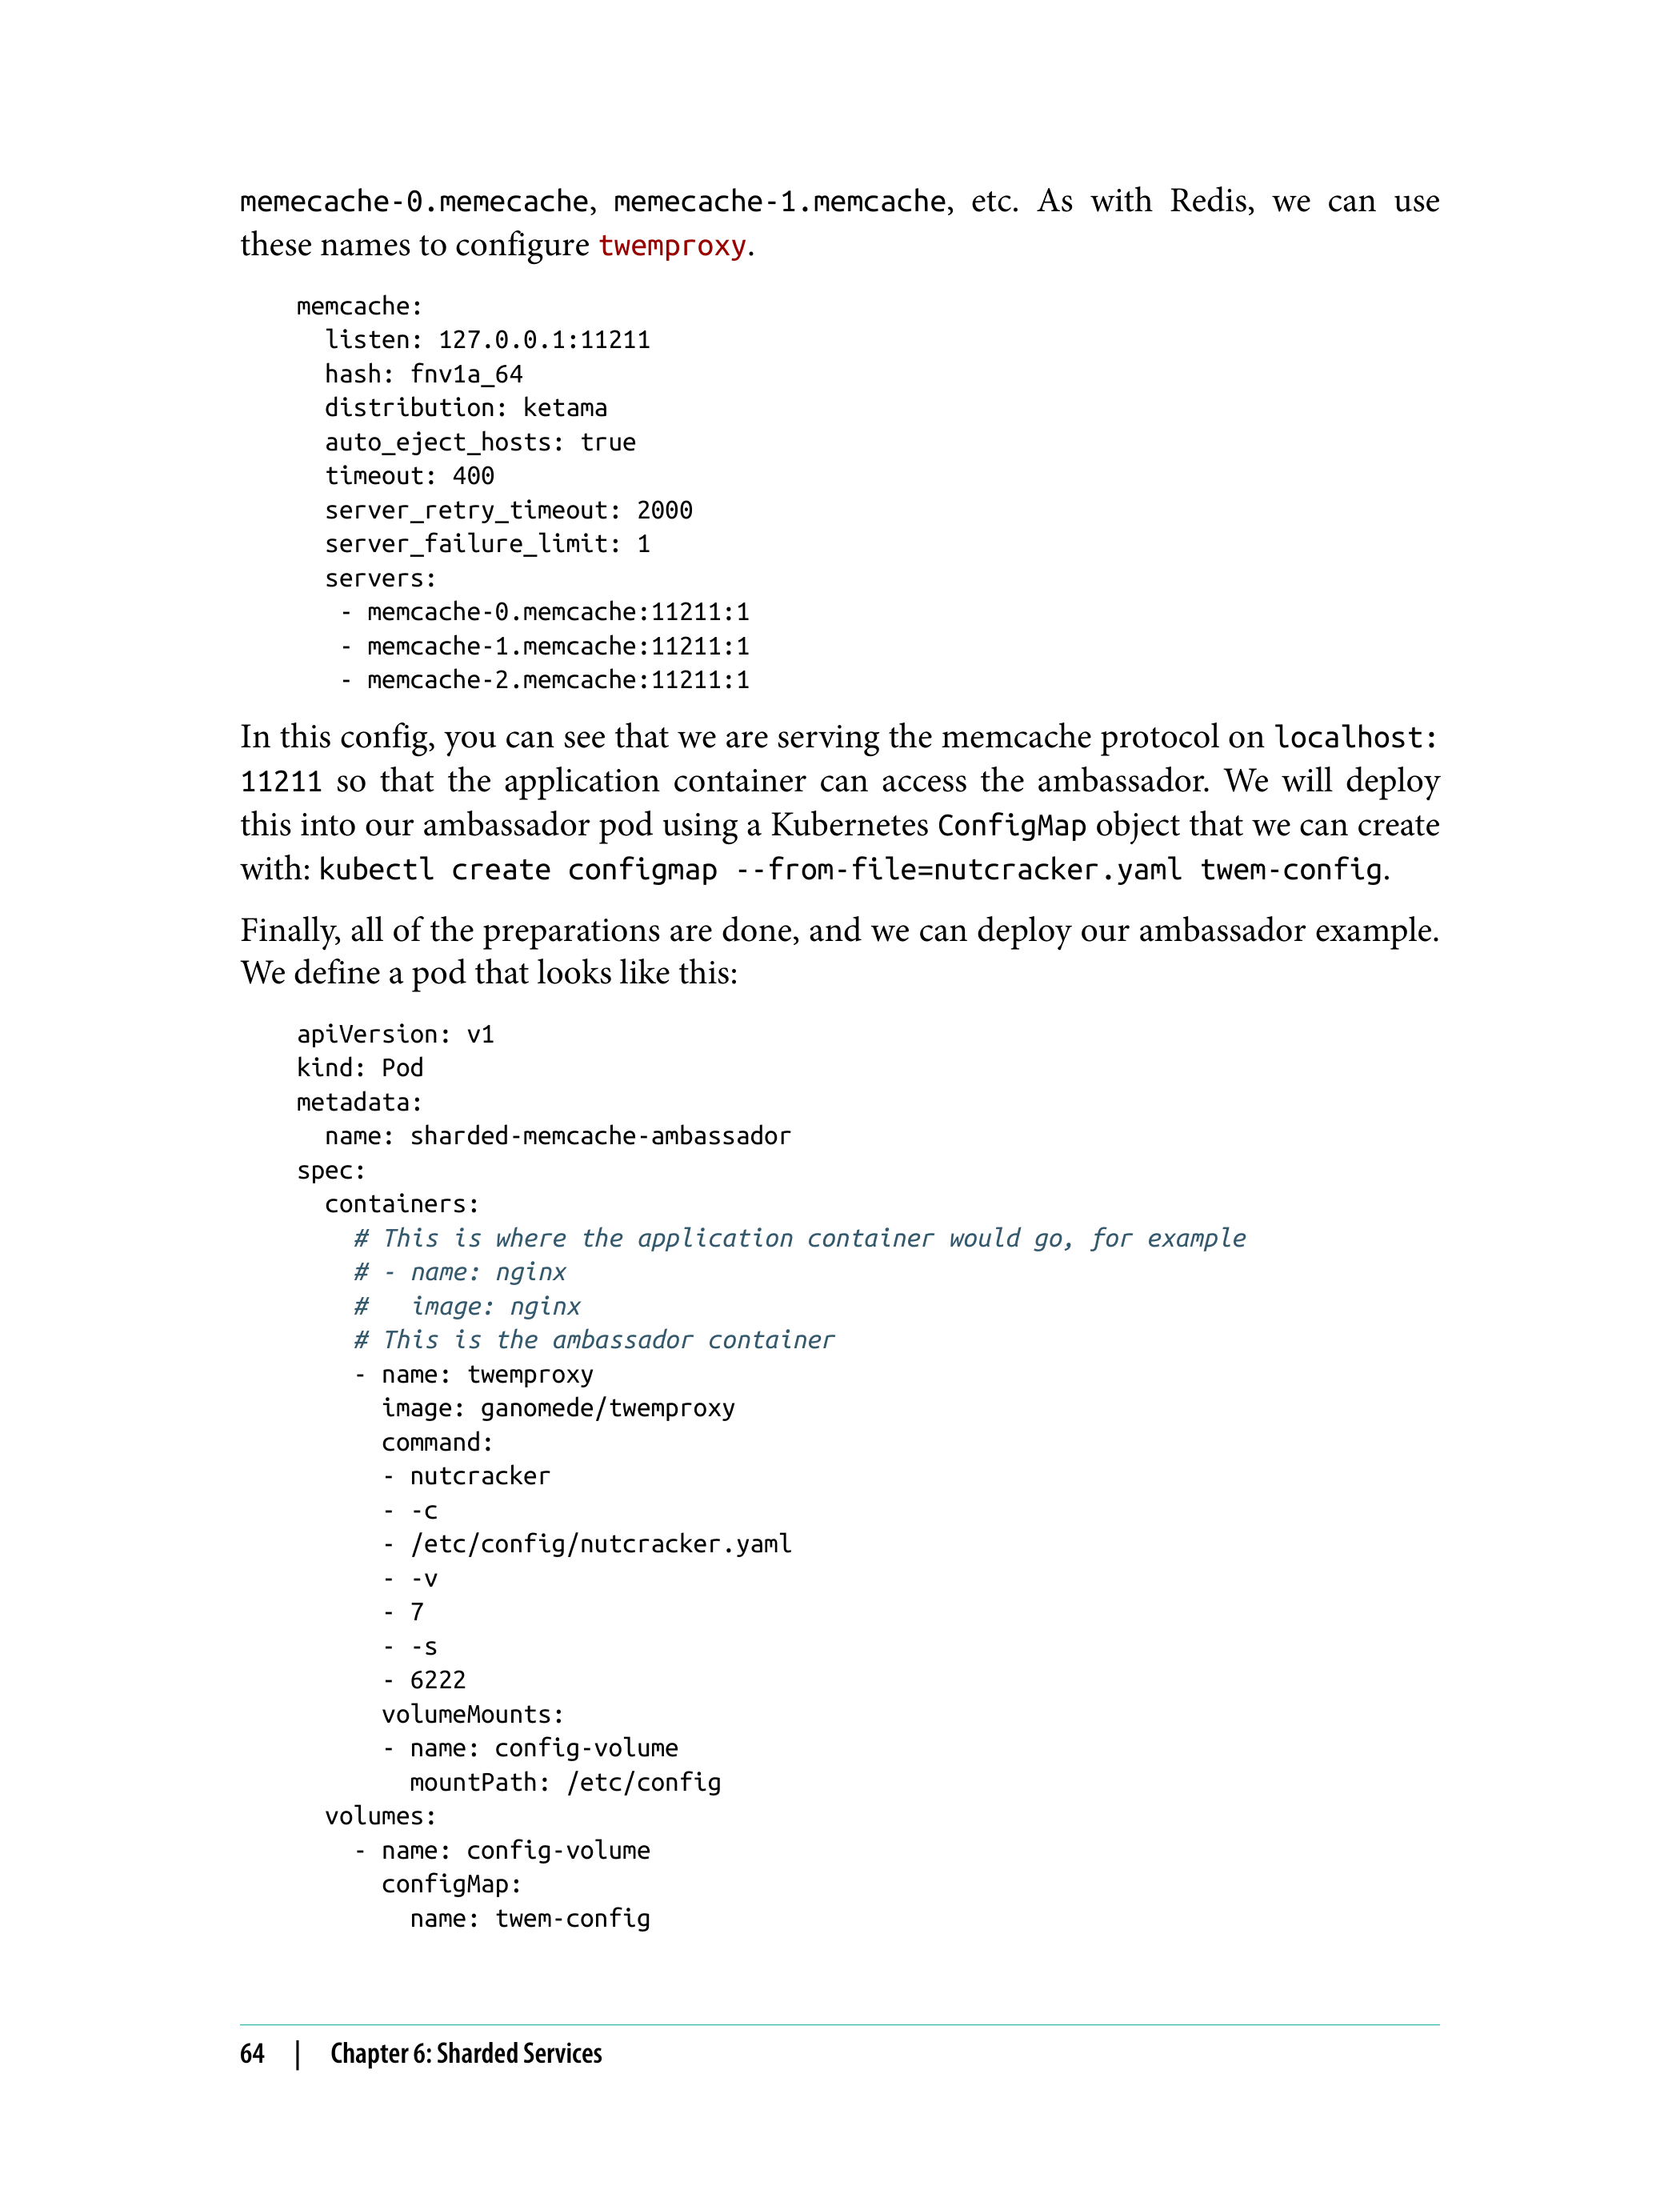 memecache-0.memecache, memecache-1.memcache, etc. As with Redis, we can use
these names to configure twemproxy.
memcache:
  listen: 127.0.0.1:11211
  hash: fnv1a_64
  distribution: ketama
  auto_eject_hosts: true
  timeout: 400
  server_retry_timeout: 2000
  server_failure_limit: 1
  servers:
   - memcache-0.memcache:11211:1
   - memcache-1.memcache:11211:1
   - memcache-2.memcache:11211:1
In this config, you can see that we are serving the memcache protocol on localhost:
11211 so that the application container can access the ambassador. We will deploy
this into our ambassador pod using a Kubernetes ConfigMap object that we can create
with: kubectl create configmap --from-file=nutcracker.yaml twem-config.
Finally, all of the preparations are done, and we can deploy our ambassador example.
We define a pod that looks like this:
apiVersion: v1
kind: Pod
metadata:
  name: sharded-memcache-ambassador
spec:
  containers:
    # This is where the application container would go, for example
    # - name: nginx
    #   image: nginx
    # This is the ambassador container
    - name: twemproxy
      image: ganomede/twemproxy
      command:
      - nutcracker
      - -c
      - /etc/config/nutcracker.yaml
      - -v
      - 7
      - -s
      - 6222
      volumeMounts:
      - name: config-volume
        mountPath: /etc/config
  volumes:
    - name: config-volume
      configMap:
        name: twem-config
64 | Chapter 6: Sharded Services